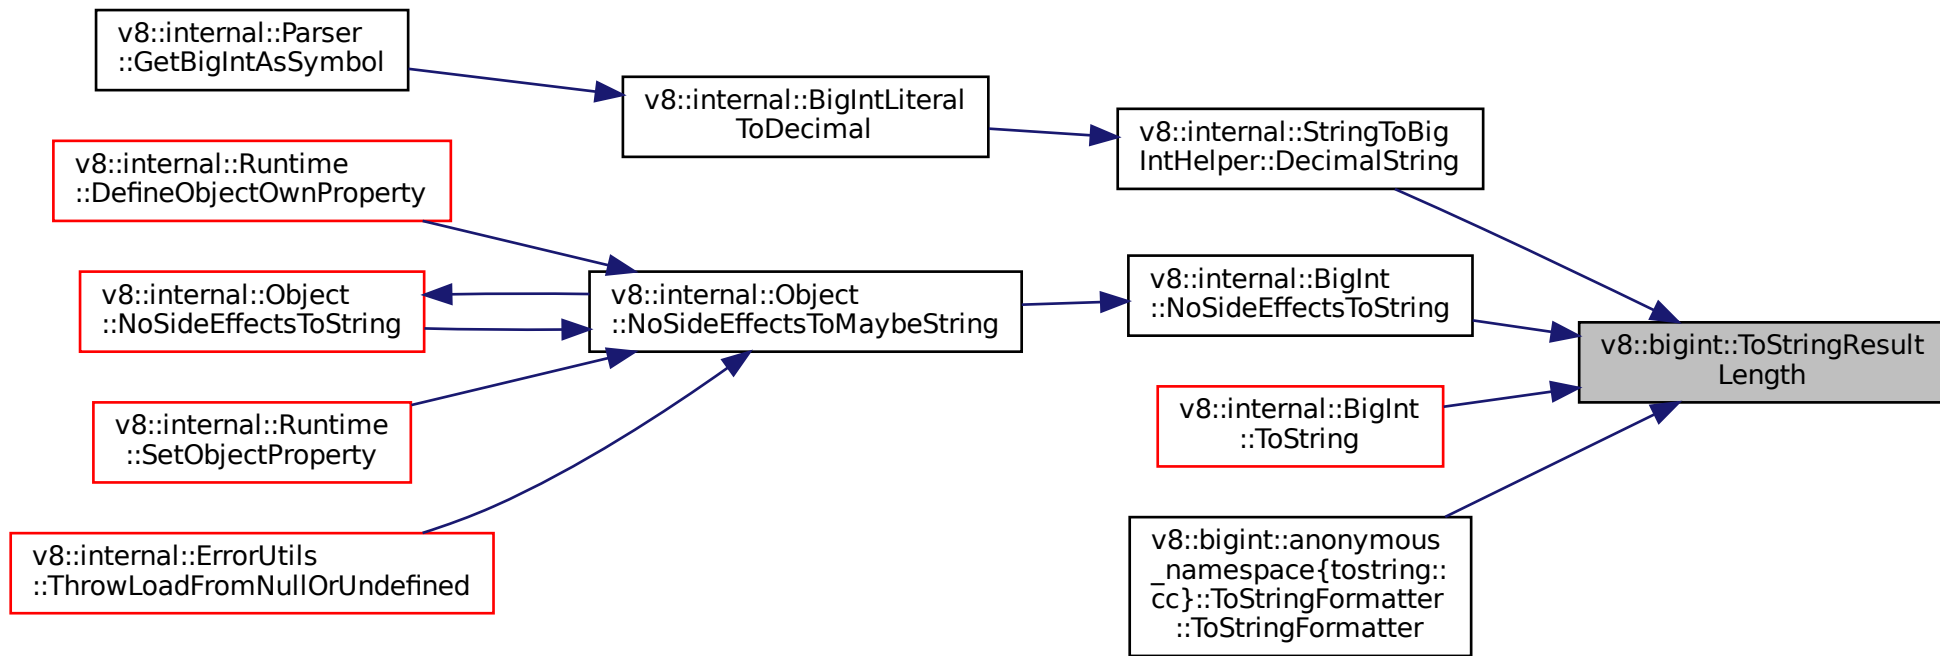 v8::internal::Parser
::GetBigIntAsSymbol
v8::internal::BigIntLiteral
ToDecimal
v8::internal::StringToBig
IntHelper::DecimalString
v8::internal::Runtime
::DefineObjectOwnProperty
v8::internal::Object
::NoSideEffectsToString
v8::internal::Object
::NoSideEffectsToMaybeString
v8::internal::BigInt
::NoSideEffectsToString
v8::bigint::ToStringResult
Length
v8::internal::BigInt
::ToString
v8::internal::Runtime
::SetObjectProperty
v8::internal::ErrorUtils
::ThrowLoadFromNullOrUndefined
v8::bigint::anonymous
_namespace{tostring::
cc}::ToStringFormatter
::ToStringFormatter